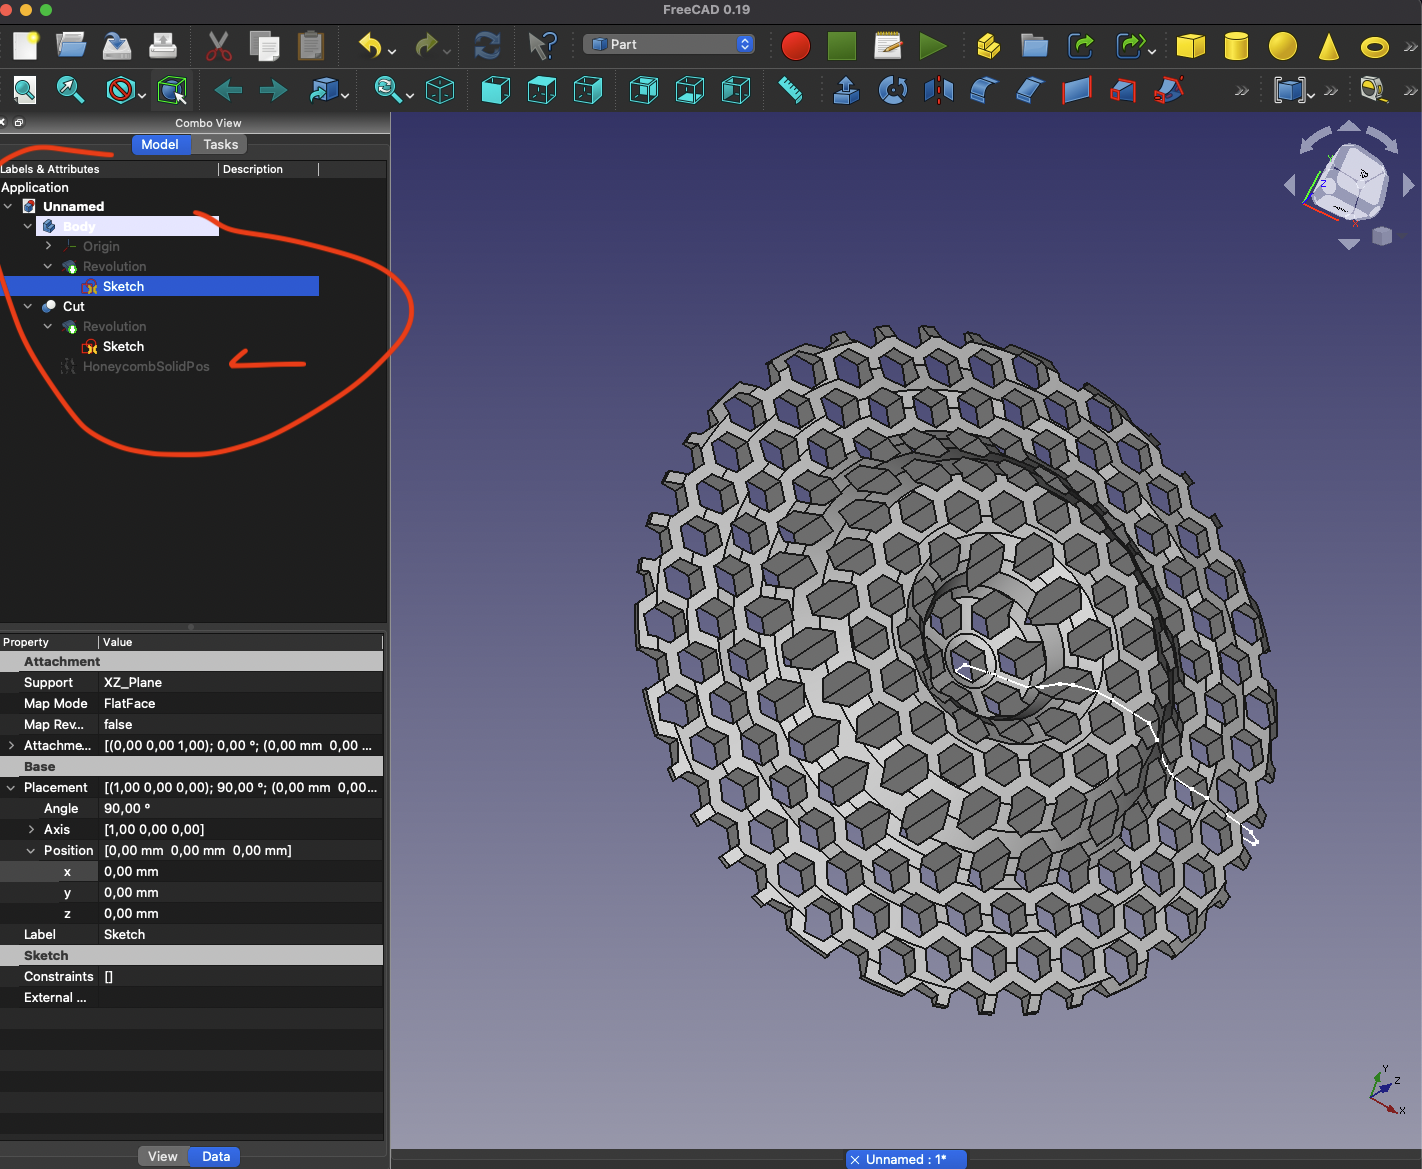 FreeCAD 0.19
Part
Combo View
Model Tasks
Labels & Attributes Description
Application
Unnamed
Body
Origin
Revolution
Sketch
Cut
Revolution
Sketch
HoneycombSolidPos
Property Value
Attachment
Support XZ_Plane
Map Mode FlatFace
Map Rev... false
Attachme... [(0,00 0,00 1,00); 0,00 °; (0,00 mm 0,00 ...
Base
Placement [(1,00 0,00 0,00); 90,00 °; (0,00 mm 0,00...
Angle 90,00 °
Axis [1,00 0,00 0,00]
Position [0,00 mm 0,00 mm 0,00 mm]
x 0,00 mm
y 0,00 mm
z 0,00 mm
Label Sketch
Sketch
Constraints []
External ...
View Data
Unnamed : 1*
Y
Z
X
Y
Z
X